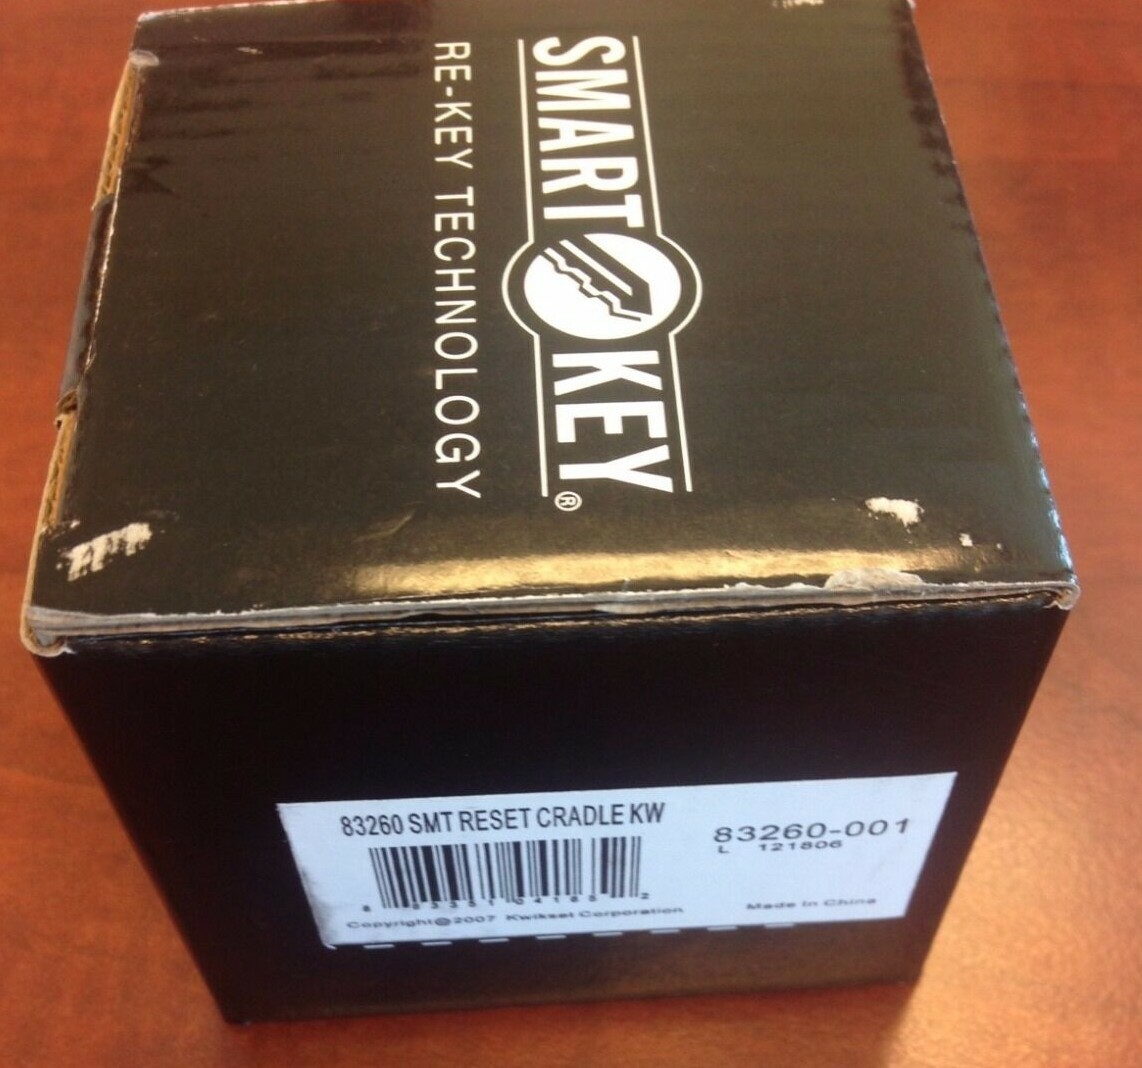 SMART KEY®
RE-KEY TECHNOLOGY
83260 SMT RESET CRADLE KW
83260-001
L 121806
Copyright@2007 Kwikset Corporation
Made in China